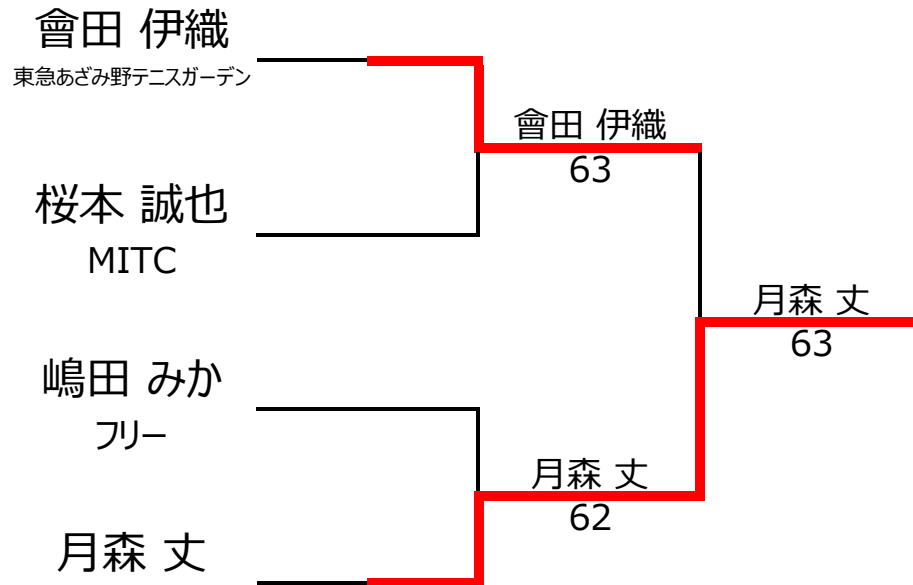 會田 伊織
東急あざみ野テニスガーデン
會田 伊織
63
桜本 誠也
MITC
月森 丈
63
嶋田 みか
フリー
月森 丈
62
月森 丈